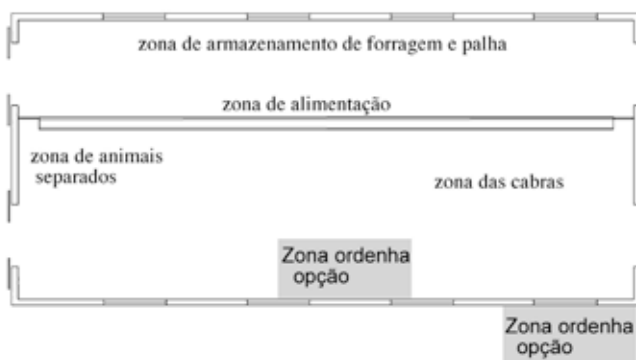 zona de armazenamento de forragem e palha
zona de alimentação
zona de animais
separados
zona das cabras
Zona ordenha
opção
Zona ordenha
opção